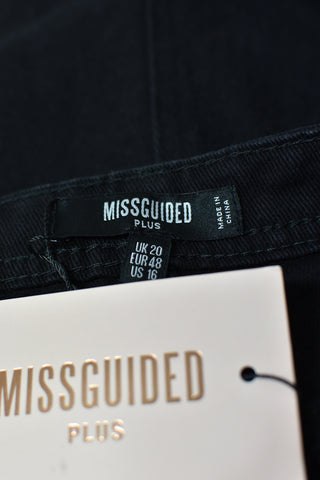 MISSGUIDED
PLUS
MADE IN
CHINA
UK 20
EUR 48
US 16
MISSGUIDED
PLUS